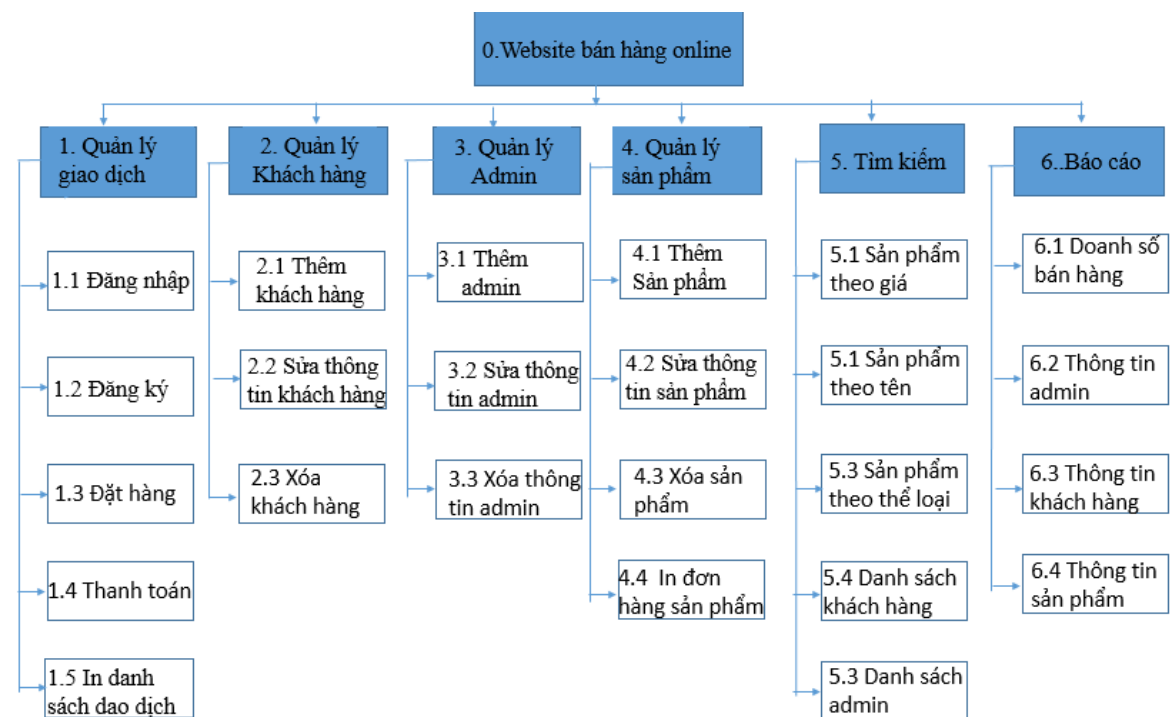 0.Website bán hàng online
1. Quản lý
giao dịch
2. Quản lý
Khách hàng
3. Quản lý
Admin
4. Quản lý
sản phẩm
5. Tìm kiếm
6..Báo cáo
1.1 Đăng nhập
1.2 Đăng ký
1.3 Đặt hàng
1.4 Thanh toán
1.5 In danh
sách dao dịch
2.1 Thêm
khách hàng
2.2 Sửa thông
tin khách hàng
2.3 Xóa
khách hàng
3.1 Thêm
admin
3.2 Sửa thông
tin admin
3.3 Xóa thông
tin admin
4.1 Thêm
Sản phẩm
4.2 Sửa thông
tin sản phẩm
4.3 Xóa sản
phẩm
4.4 In đơn
hàng sản phẩm
5.1 Sản phẩm
theo giá
5.1 Sản phẩm
theo tên
5.3 Sản phẩm
theo thể loại
5.4 Danh sách
khách hàng
5.3 Danh sách
admin
6.1 Doanh số
bán hàng
6.2 Thông tin
admin
6.3 Thông tin
khách hàng
6.4 Thông tin
sản phẩm